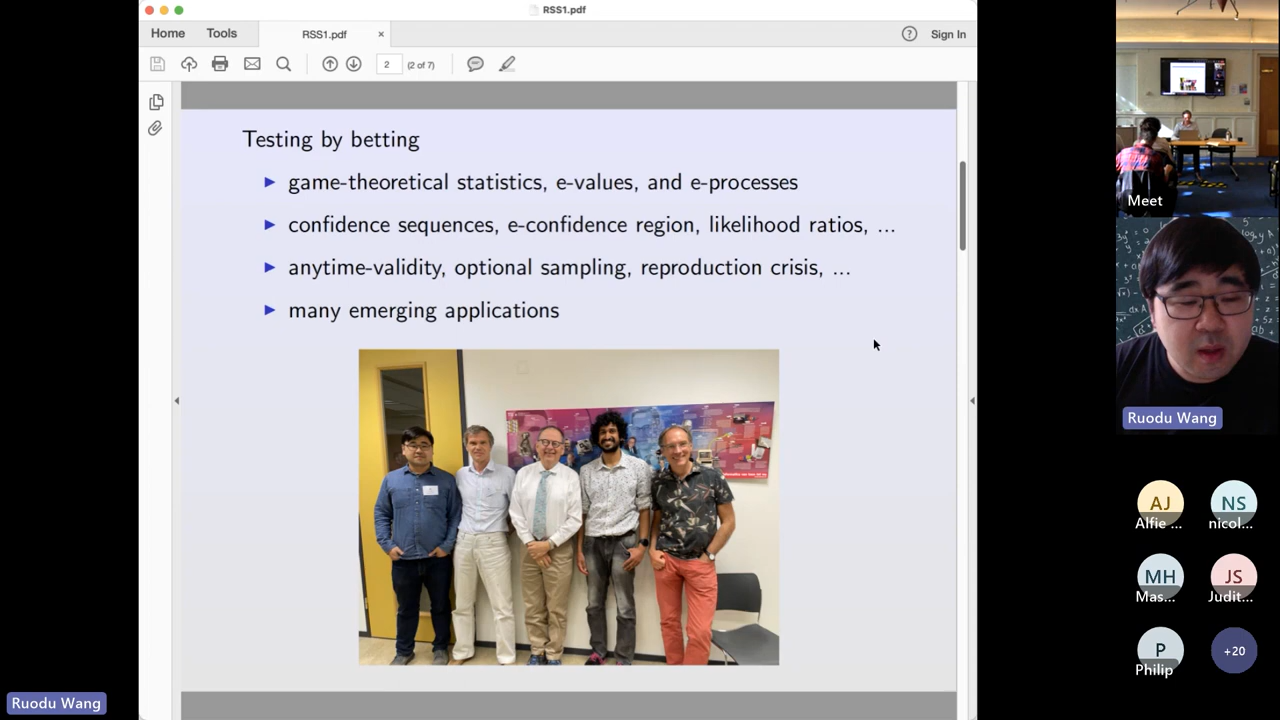 RSS1.pdf
Home
Tools
RSS1.pdf
×
Sign In
2
(2 of 7)
Testing by betting
game-theoretical statistics, e-values, and e-processes
confidence sequences, e-confidence region, likelihood ratios, ...
anytime-validity, optional sampling, reproduction crisis, ...
many emerging applications
Ruodu Wang
Meet
Ruodu Wang
AJ
Alfie ...
NS
nicol...
MH
Mas...
JS
Judit...
P
Philip
+20